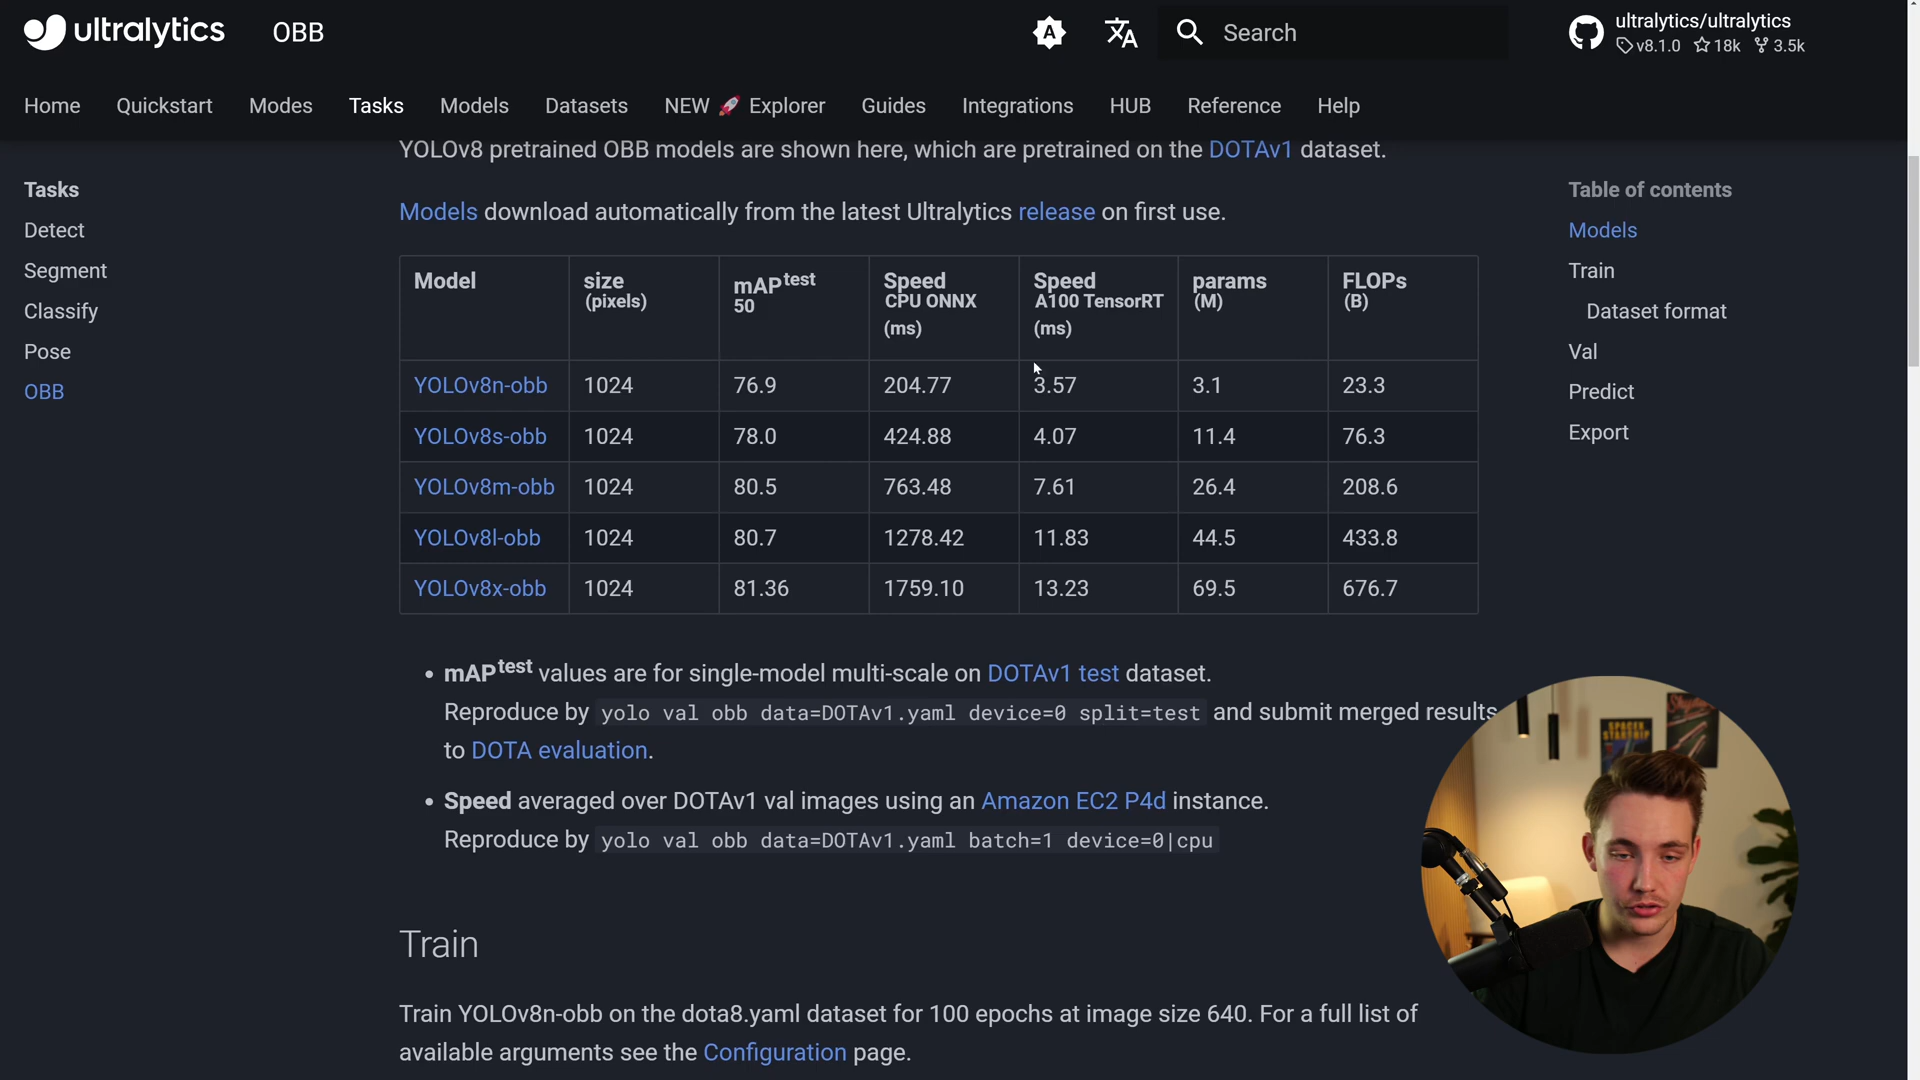 ultralytics
OBB
A
Search
ultralytics/ultralytics
v8.1.0 18k 3.5k
Home Quickstart Modes Tasks Models Datasets NEW 🚀 Explorer Guides Integrations HUB Reference Help
Tasks
Detect
Segment
Classify
Pose
OBB
YOLOv8 pretrained OBB models are shown here, which are pretrained on the DOTAv1 dataset.
Models download automatically from the latest Ultralytics release on first use.
Model size (pixels) mAPtest 50 Speed CPU ONNX (ms) Speed A100 TensorRT (ms) params (M) FLOPs (B)
YOLOv8n-obb 1024 76.9 204.77 3.57 3.1 23.3
YOLOv8s-obb 1024 78.0 424.88 4.07 11.4 76.3
YOLOv8m-obb 1024 80.5 763.48 7.61 26.4 208.6
YOLOv8l-obb 1024 80.7 1278.42 11.83 44.5 433.8
YOLOv8x-obb 1024 81.36 1759.10 13.23 69.5 676.7
• mAPtest values are for single-model multi-scale on DOTAv1 test dataset.
Reproduce by yolo val obb data=DOTAv1.yaml device=0 split=test and submit merged results
to DOTA evaluation.
• Speed averaged over DOTAv1 val images using an Amazon EC2 P4d instance.
Reproduce by yolo val obb data=DOTAv1.yaml batch=1 device=0|cpu
Train
Train YOLOv8n-obb on the dota8.yaml dataset for 100 epochs at image size 640. For a full list of
available arguments see the Configuration page.
Table of contents
Models
Train
Dataset format
Val
Predict
Export